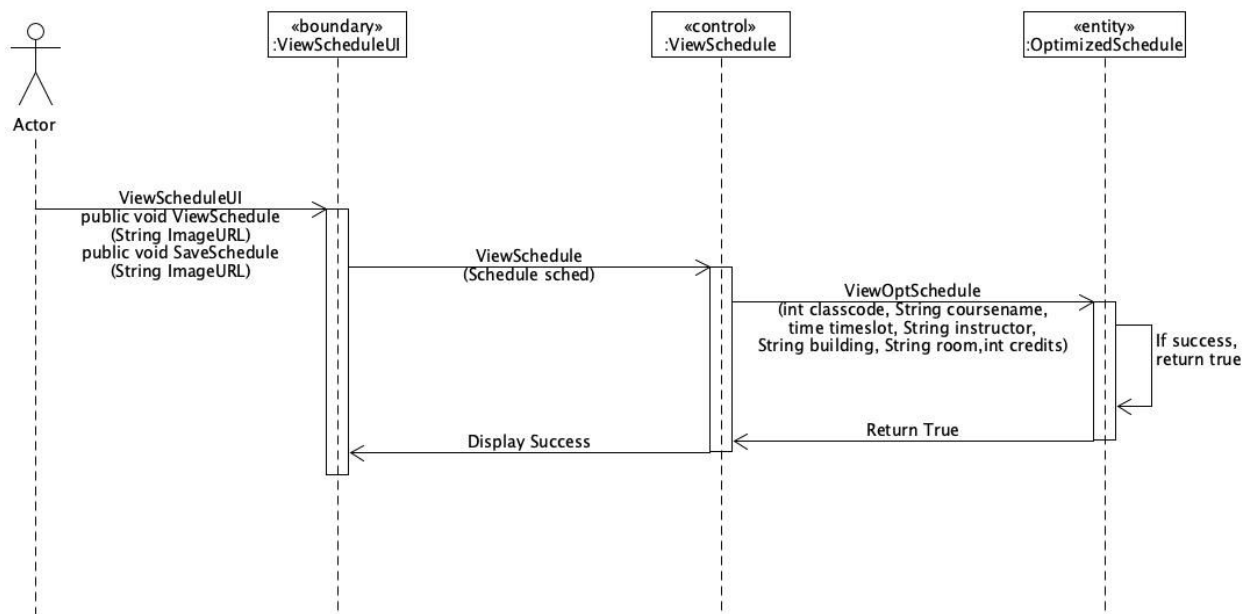 «boundary»
:ViewScheduleUI
«control»
:ViewSchedule
«entity»
:OptimizedSchedule
Actor
ViewScheduleUI
public void ViewSchedule
(String ImageURL)
public void SaveSchedule
(String ImageURL)
ViewSchedule
(Schedule sched)
ViewOptSchedule
(int classcode, String coursename,
time timeslot, String instructor,
String building, String room,int credits)
If success,
return true
Return True
Display Success